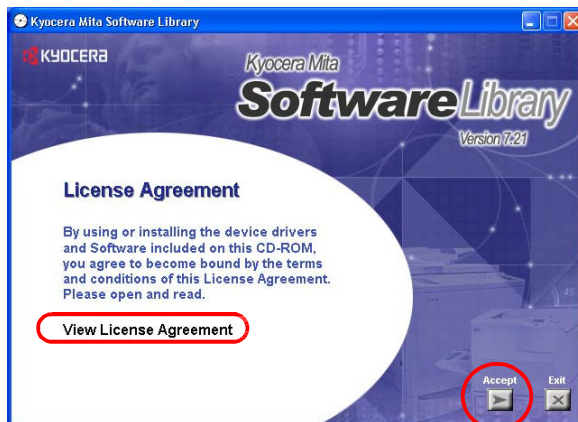 Kyocera Mita Software Library
KYOCERA
Kyocera Mita
Software Library
Version 7.21
License Agreement
By using or installing the device drivers
and Software included on this CD-ROM,
you agree to become bound by the terms
and conditions of this License Agreement.
Please open and read.
View License Agreement
Accept
Exit